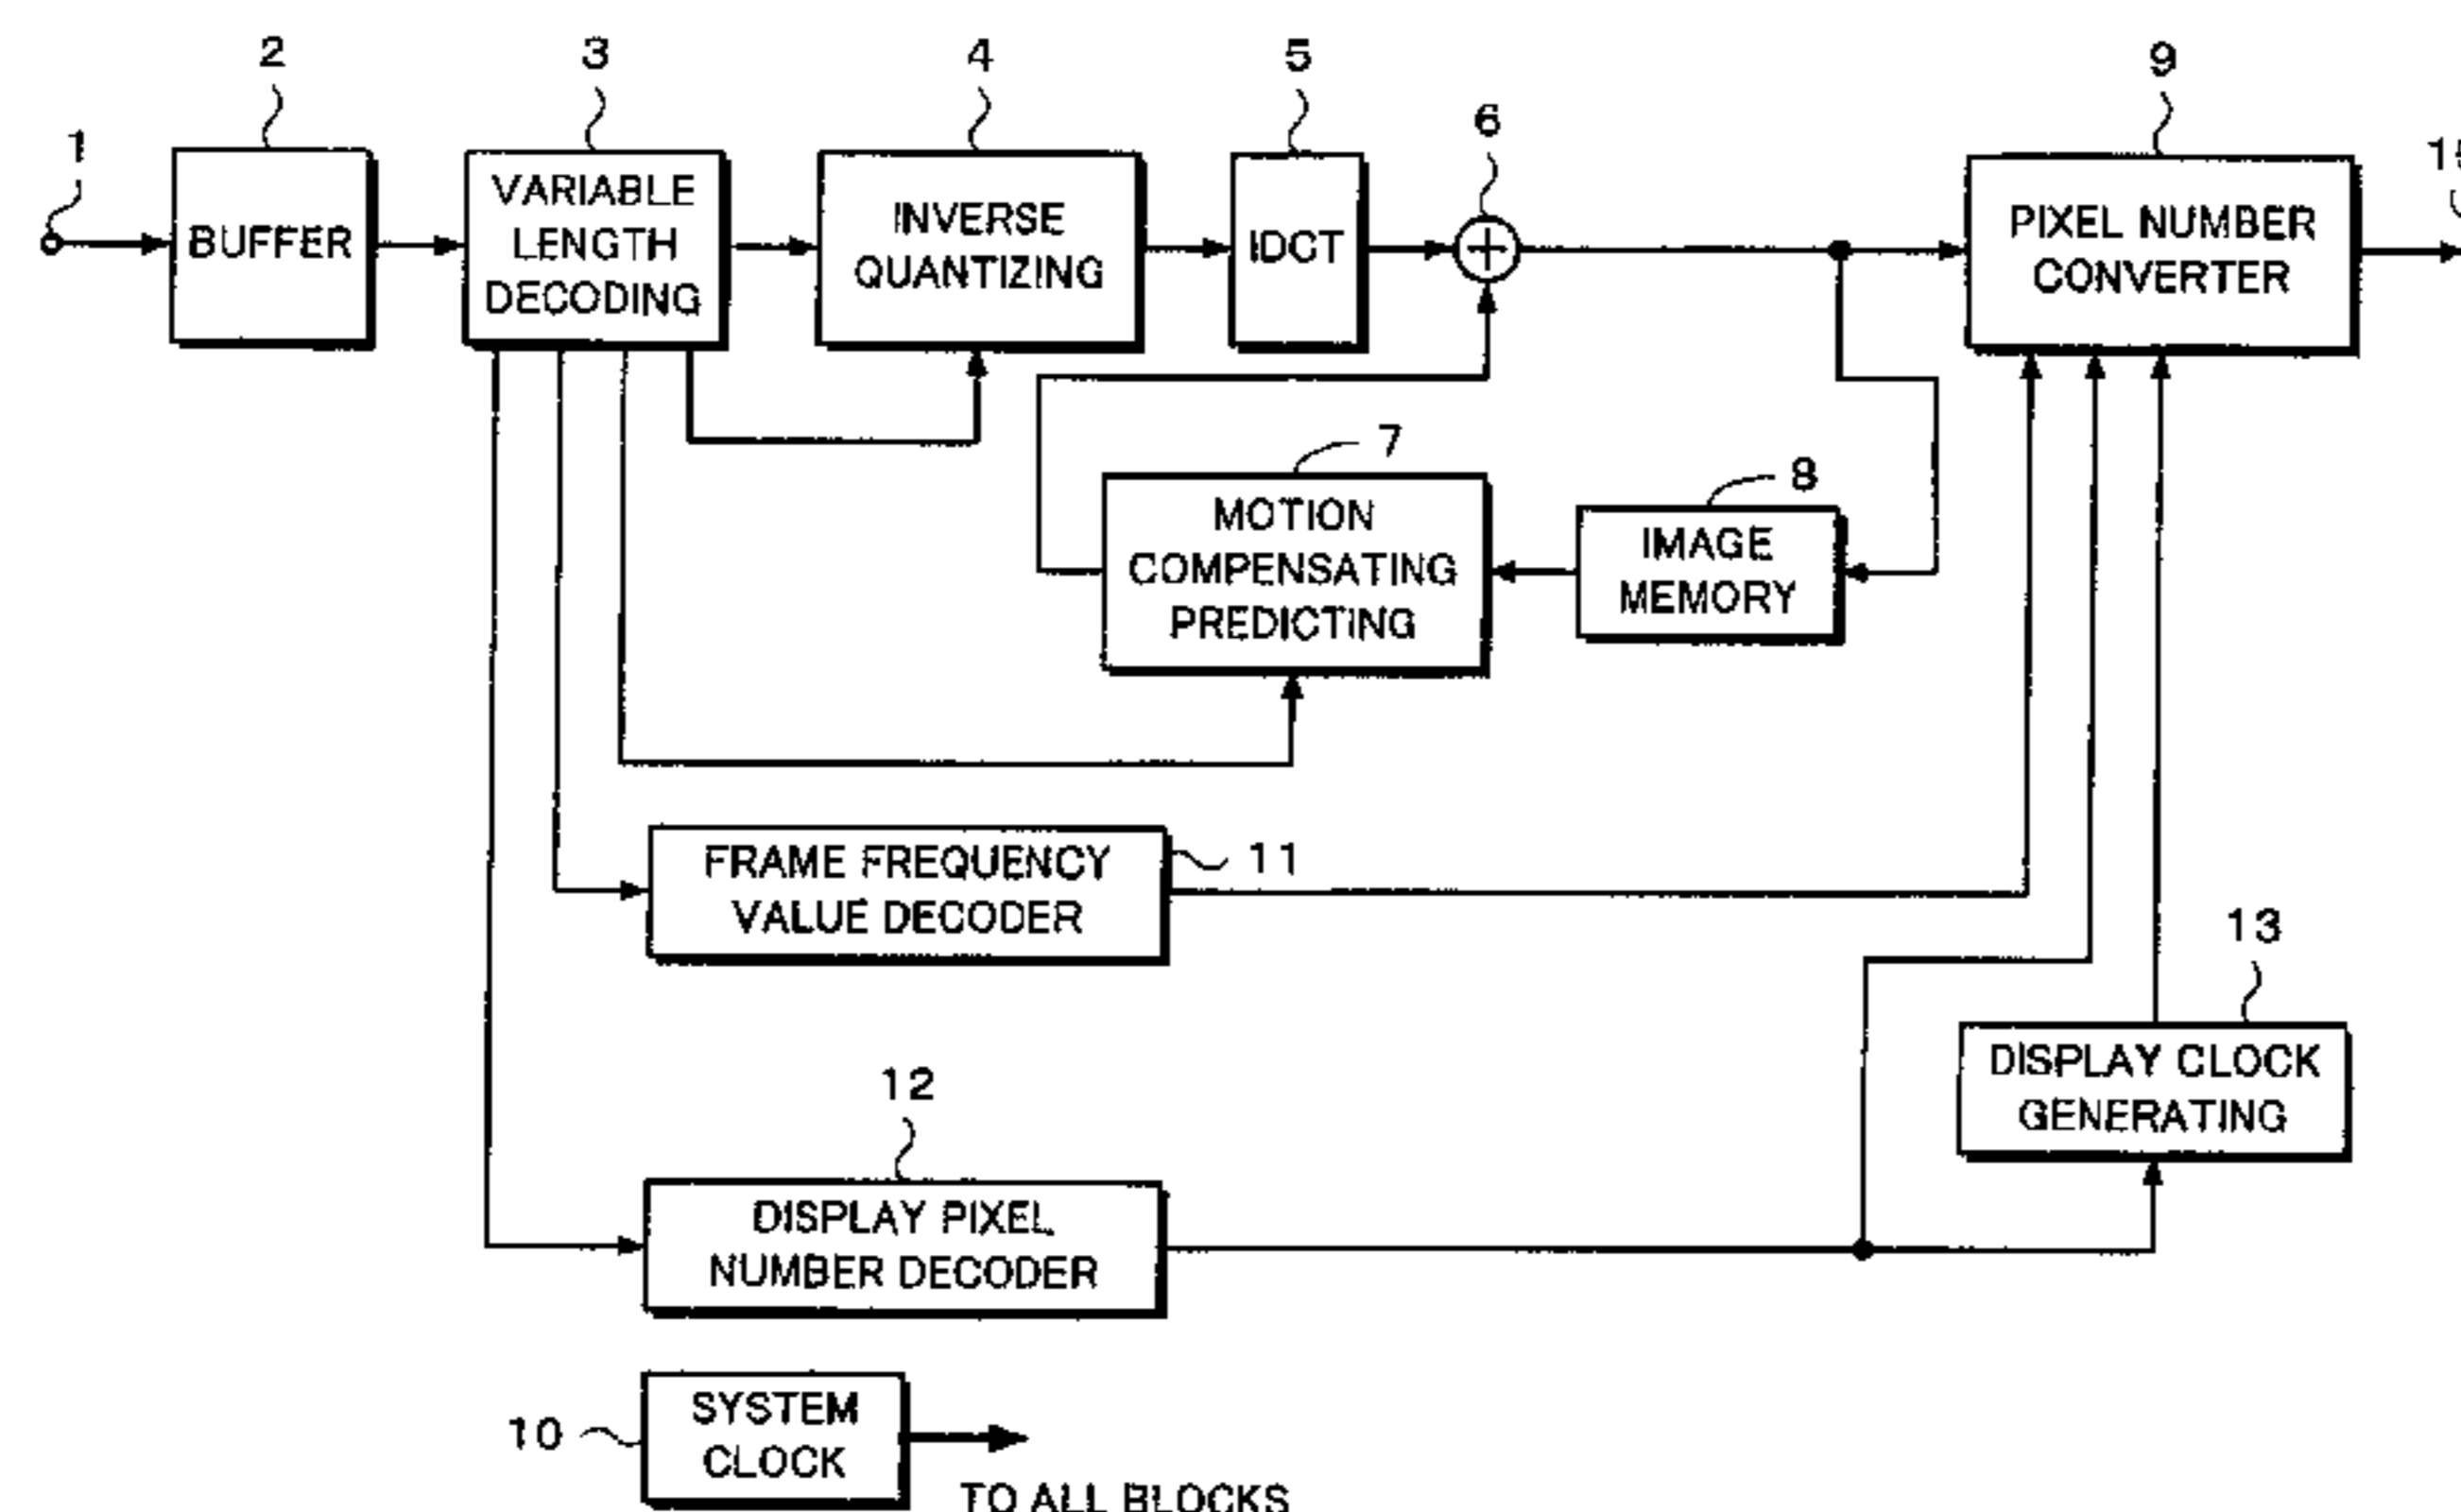 2
3
4
5
6
9
1
BUFFER
VARIABLE
LENGTH
DECODING
INVERSE
QUANTIZING
IDCT
PIXEL NUMBER
CONVERTER
7
MOTION
COMPENSATING
PREDICTING
8
IMAGE
MEMORY
FRAME FREQUENCY
VALUE DECODER
11
13
DISPLAY CLOCK
GENERATING
12
DISPLAY PIXEL
NUMBER DECODER
10
SYSTEM
CLOCK
TO ALL BLOCKS